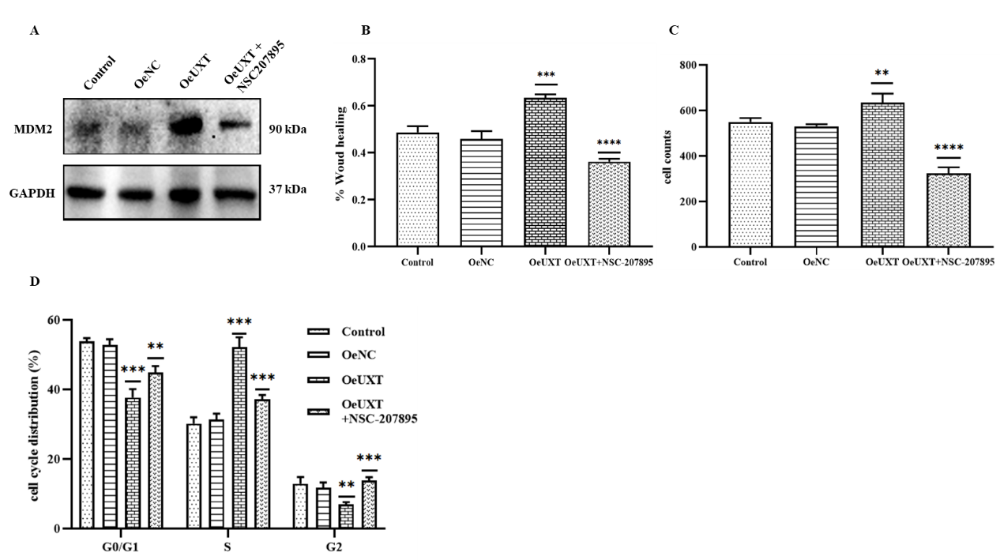 A
Control
OeNC
OeUXT
OeUXT +
NSC207895
MDM2
90 kDa
GAPDH
37 kDa
B
% Woud healing
0.8
0.6
0.4
0.2
0.0
***
****
Control
OeNC
OeUXT
OeUXT+NSC-207895
C
cell counts
800
600
400
200
0
**
****
Control
OeNC
OeUXT
OeUXT+NSC-207895
D
cell cycle distribution (%)
60
40
20
0
***
**
***
***
**
***
G0/G1
S
G2
Control
OeNC
OeUXT
OeUXT
+NSC-207895